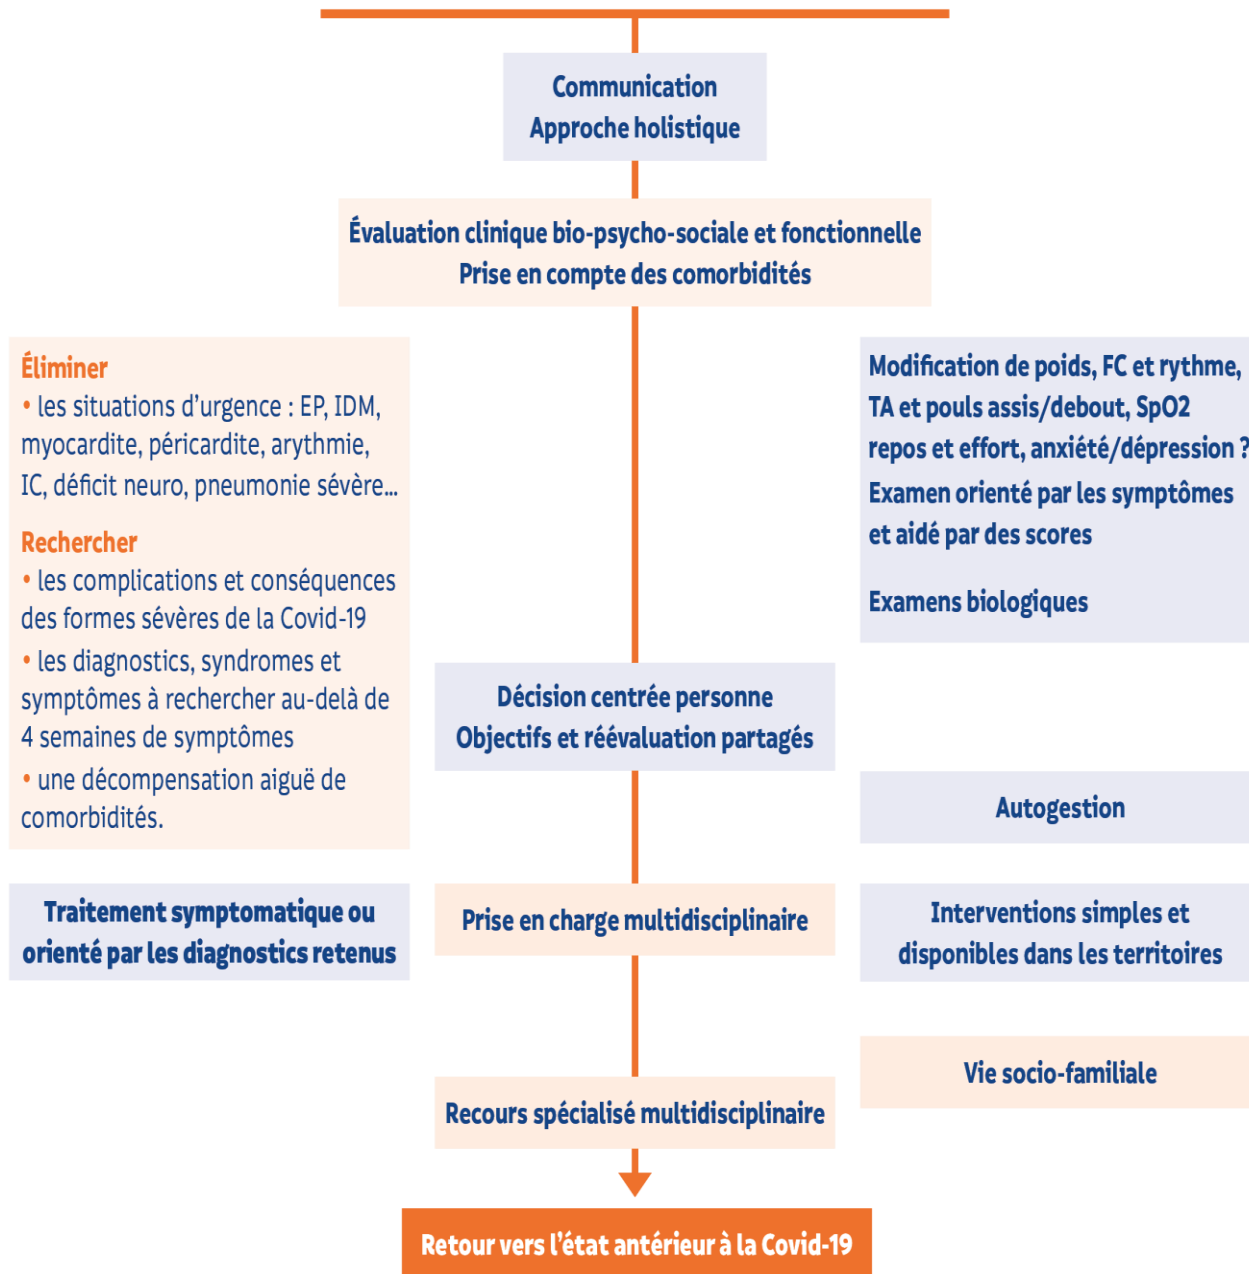 Communication
Approche holistique
Évaluation clinique bio-psycho-sociale et fonctionnelle
Prise en compte des comorbidités
Éliminer
• les situations d’urgence : EP, IDM,
myocardite, péricardite, arythmie,
IC, déficit neuro, pneumonie sévère...
Rechercher
• les complications et conséquences
des formes sévères de la Covid-19
• les diagnostics, syndromes et
symptômes à rechercher au-delà de
4 semaines de symptômes
• une décompensation aiguë de
comorbidités.
Modification de poids, FC et rythme,
TA et pouls assis/debout, SpO2
repos et effort, anxiété/dépression ?
Examen orienté par les symptômes
et aidé par des scores
Examens biologiques
Décision centrée personne
Objectifs et réévaluation partagés
Autogestion
Traitement symptomatique ou
orienté par les diagnostics retenus
Prise en charge multidisciplinaire
Interventions simples et
disponibles dans les territoires
Vie socio-familiale
Recours spécialisé multidisciplinaire
Retour vers l’état antérieur à la Covid-19